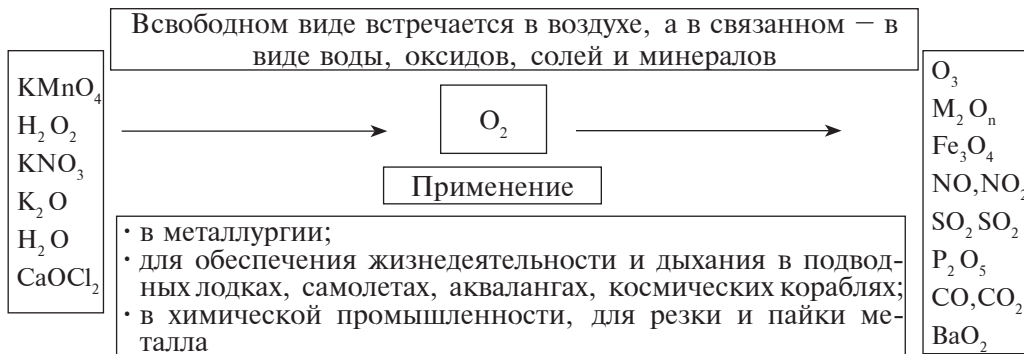 Всвободном виде встречается в воздухе, а в связанном – в
виде воды, оксидов, солей и минералов
KMnO₄
H₂O₂
KNO₃
K₂O
H₂O
CaOCl₂
O₂
Применение
· в металлургии;
· для обеспечения жизнедеятельности и дыхания в подвод-
ных лодках, самолетах, аквалангах, космических кораблях;
· в химической промышленности, для резки и пайки ме-
талла
O₃
M₂Oₙ
Fe₃O₄
NO,NO₂
SO₂ SO₂
P₂O₅
CO,CO₂
BaO₂